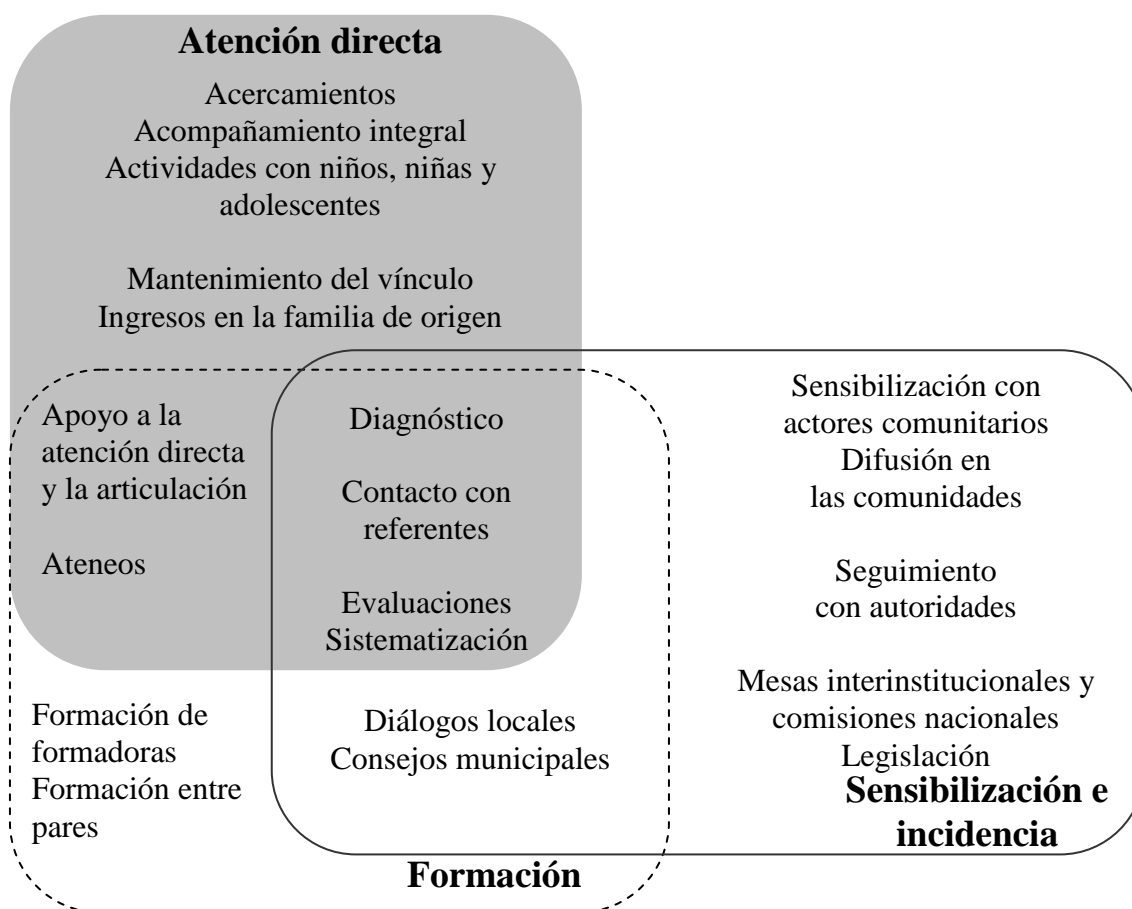 Atención directa
Acercamientos
Acompañamiento integral
Actividades con niños, niñas y
adolescentes
Mantenimiento del vínculo
Ingresos en la familia de origen
Apoyo a la
atención directa
y la articulación
Ateneos
Diagnóstico
Contacto con
referentes
Evaluaciones
Sistematización
Sensibilización con
actores comunitarios
Difusión en
las comunidades
Seguimiento
con autoridades
Mesas interinstitucionales y
comisiones nacionales
Legislación
Sensibilización e
incidencia
Formación de
formadoras
Formación entre
pares
Diálogos locales
Consejos municipales
Formación